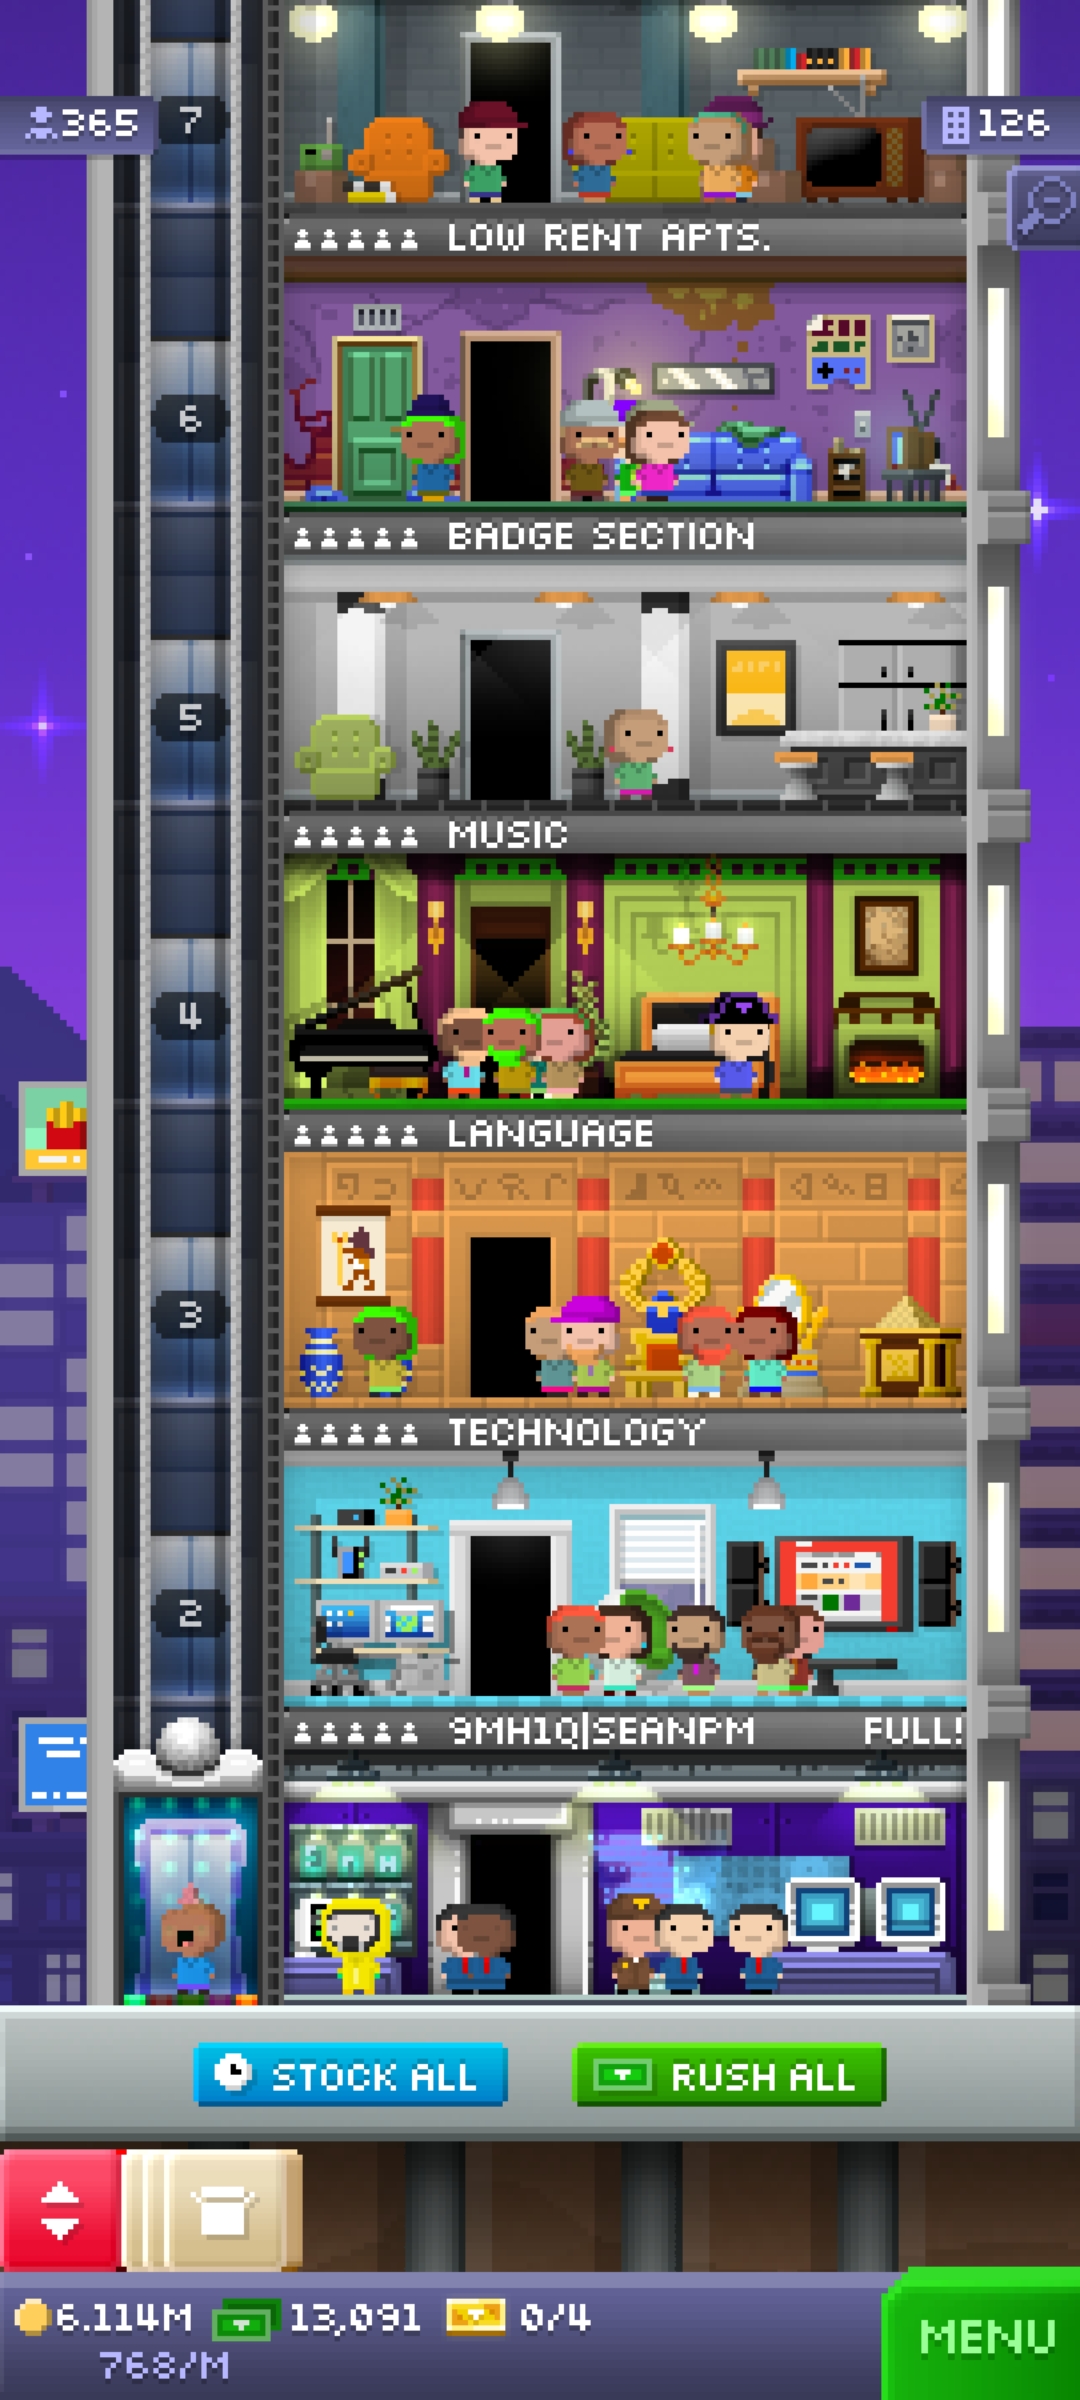 365
7
126
LOW RENT APTS.
6
BADGE SECTION
5
MUSIC
4
LANGUAGE
3
TECHNOLOGY
2
9MH1Q|SEANPM FULL!
STOCK ALL
RUSH ALL
6.114M 13,091 0/4
768/M
MENU